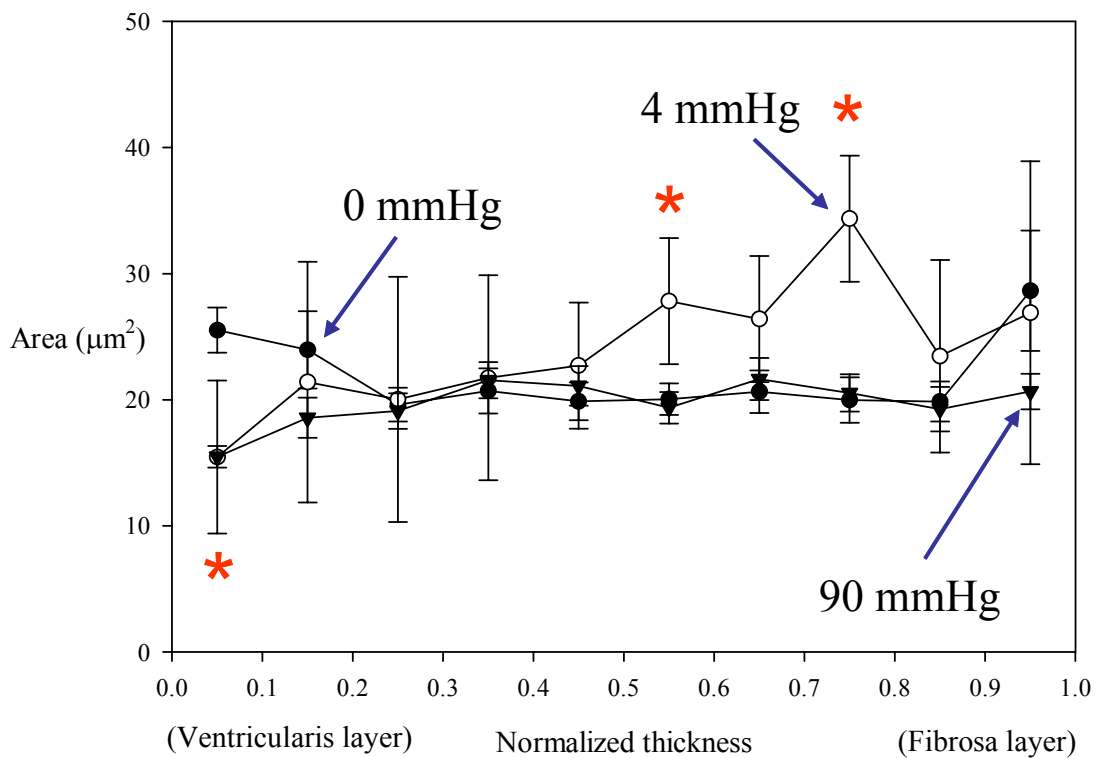 50
40
30
20
10
0
Area (μm²)
0 mmHg
4 mmHg
*
*
*
90 mmHg
0.0 0.1 0.2 0.3 0.4 0.5 0.6 0.7 0.8 0.9 1.0
(Ventricularis layer) Normalized thickness (Fibrosa layer)